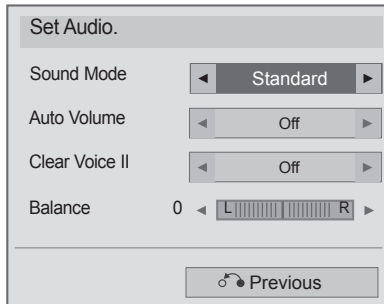 Set Audio.
Sound Mode ◄ Standard ►
Auto Volume ◄ Off ►
Clear Voice II ◄ Off ►
Balance 0 ◄ L R ►
Previous